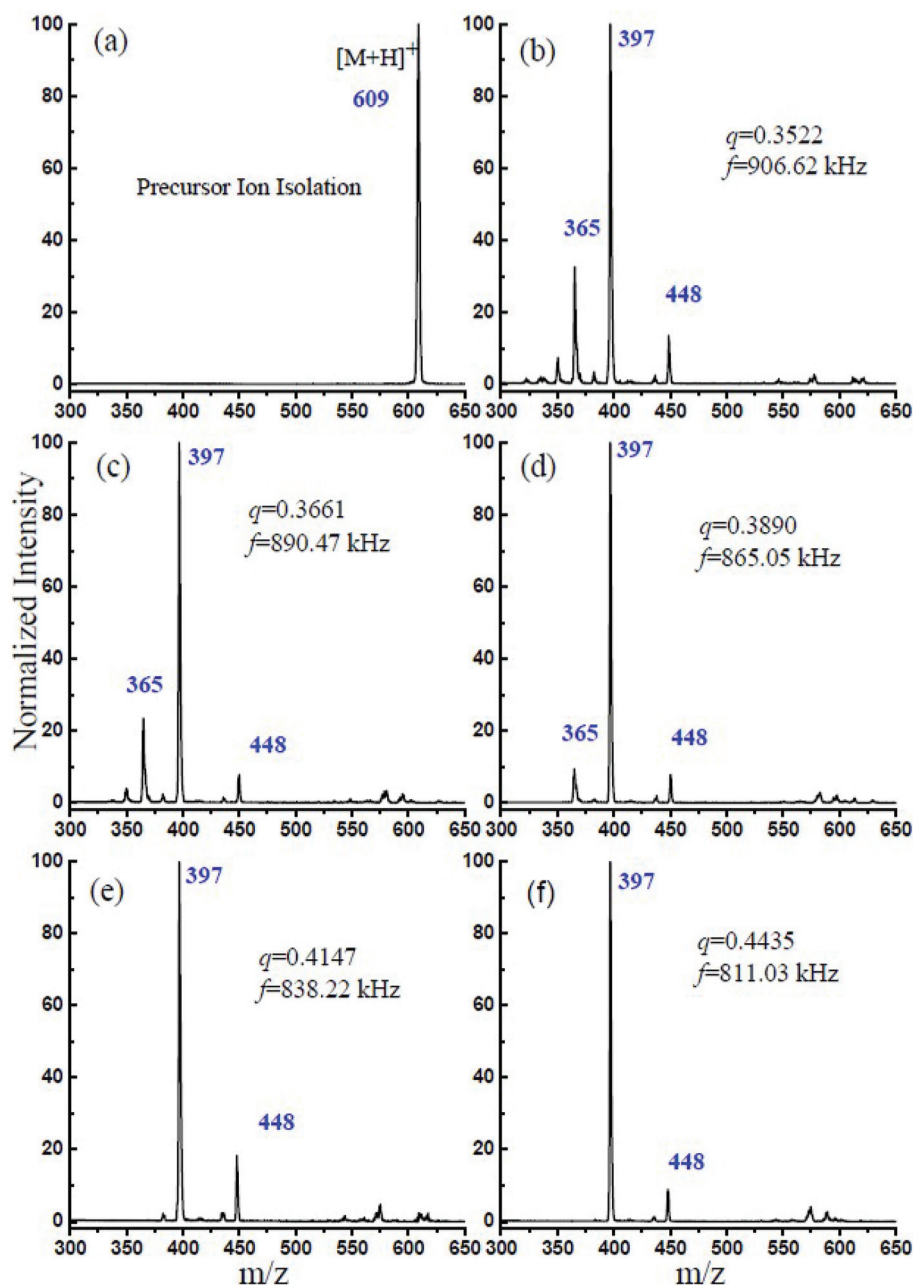 Normalized Intensity
(a)
[M+H]+
609
Precursor Ion Isolation
100
80
60
40
20
0
300 350 400 450 500 550 600 650
(b)
397
q=0.3522
f=906.62 kHz
365
448
100
80
60
40
20
0
300 350 400 450 500 550 600 650
(c)
397
q=0.3661
f=890.47 kHz
365
448
100
80
60
40
20
0
300 350 400 450 500 550 600 650
(d)
397
q=0.3890
f=865.05 kHz
365
448
100
80
60
40
20
0
300 350 400 450 500 550 600 650
(e)
397
q=0.4147
f=838.22 kHz
448
100
80
60
40
20
0
300 350 400 450 500 550 600 650
m/z
(f)
397
q=0.4435
f=811.03 kHz
448
100
80
60
40
20
0
300 350 400 450 500 550 600 650
m/z